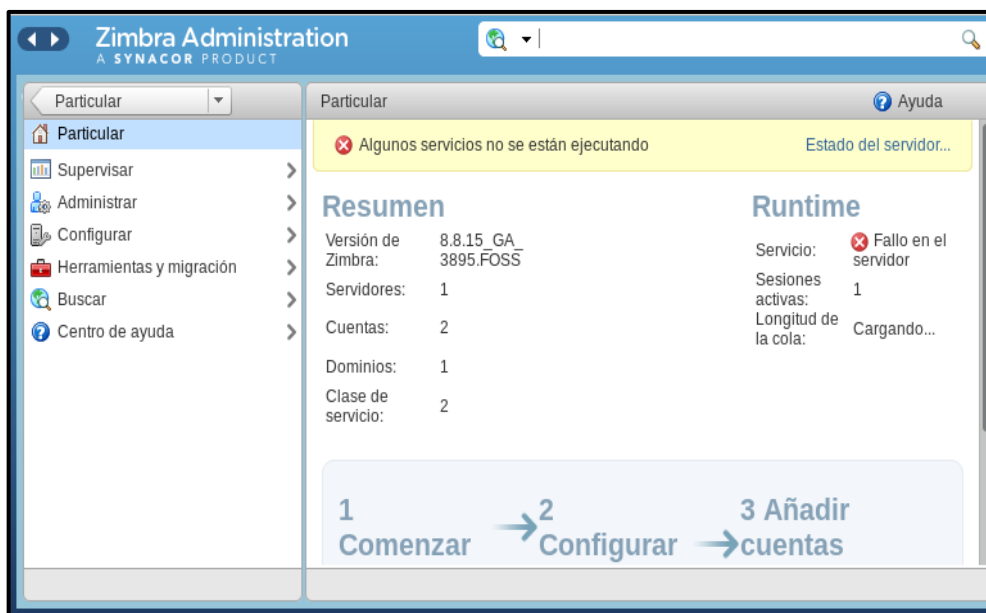 Zimbra Administration
A SYNACOR PRODUCT
Particular
Particular
Supervisar
Administrar
Configurar
Herramientas y migración
Buscar
Centro de ayuda
Particular
Ayuda
Algunos servicios no se están ejecutando
Estado del servidor...
Resumen
Versión de
Zimbra:
8.8.15_GA_
3895.FOSS
Servidores:
1
Cuentas:
2
Dominios:
1
Clase de
servicio:
2
Runtime
Servicio:
Fallo en el
servidor
Sesiones
activas:
1
Longitud de
la cola:
Cargando...
1
Comenzar
2
Configurar
3 Añadir
cuentas